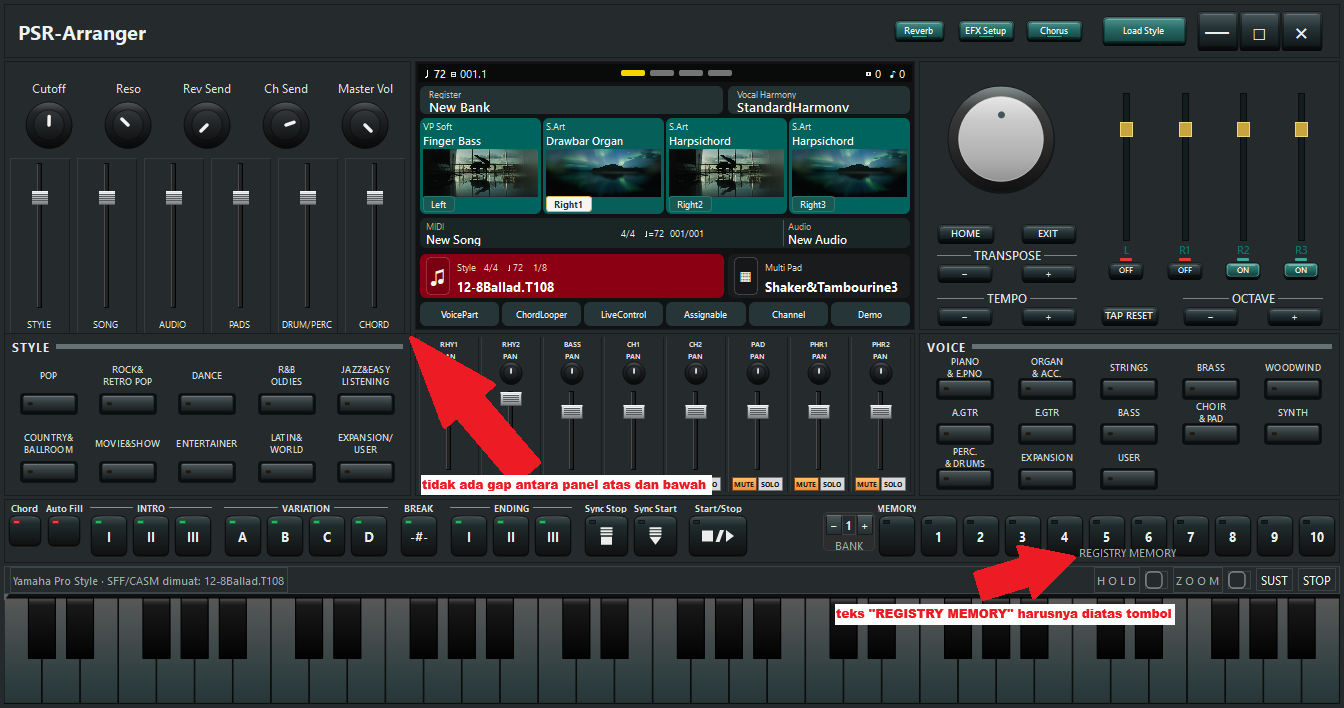 PSR-Arranger
Reverb
EFX Setup
Chorus
Load Style
Cutoff
Reso
Rev Send
Ch Send
Master Vol
STYLE
SONG
AUDIO
PADS
DRUM/PERC
CHORD
♩ 72
001.1
0
♪ 0
Register
New Bank
Vocal Harmony
StandardHarmony
VP Soft
Finger Bass
Left
S.Art
Drawbar Organ
Right1
S.Art
Harpsichord
Right2
S.Art
Harpsichord
Right3
MIDI
New Song
4/4 ♩=72 001/001
Audio
New Audio
Style 4/4 ♩72 1/8
12-8Ballad.T108
Multi Pad
Shaker&Tambourine3
VoicePart
ChordLooper
LiveControl
Assignable
Channel
Demo
HOME
EXIT
TRANSPOSE
−
+
TEMPO
−
+
L
R1
R2
R3
OFF
OFF
ON
ON
TAP RESET
OCTAVE
−
+
STYLE
POP
ROCK&
RETRO POP
DANCE
R&B
OLDIES
JAZZ&EASY
LISTENING
COUNTRY&
BALLROOM
MOVIE&SHOW
ENTERTAINER
LATIN&
WORLD
EXPANSION/
USER
RHY1
PAN
RHY2
PAN
BASS
PAN
CH1
PAN
CH2
PAN
PAD
PAN
PHR1
PAN
PHR2
PAN
tidak ada gap antara panel atas dan bawah
MUTE SOLO
MUTE SOLO
MUTE SOLO
VOICE
PIANO
& E.PNO
ORGAN
& ACC.
STRINGS
BRASS
WOODWIND
A.GTR
E.GTR
BASS
CHOIR
& PAD
SYNTH
PERC.
& DRUMS
EXPANSION
USER
Chord
Auto Fill
INTRO
I
II
III
VARIATION
A
B
C
D
BREAK
-#-
ENDING
I
II
III
Sync Stop
Sync Start
Start/Stop
− 1 +
BANK
MEMORY
1
2
3
4
5
6
7
8
9
10
REGISTRY MEMORY
Yamaha Pro Style · SFF/CASM dimuat: 12-8Ballad.T108
HOLD
ZOOM
SUST
STOP
teks "REGISTRY MEMORY" harusnya diatas tombol